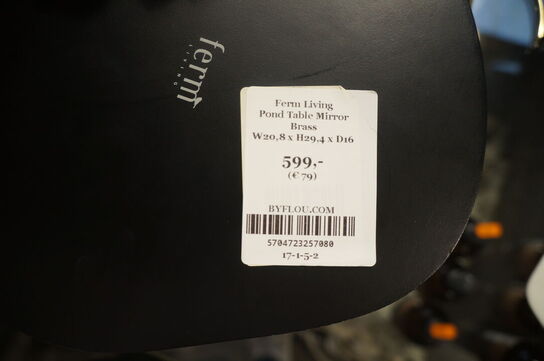 ferm
LIVING
Ferm Living
Pond Table Mirror
Brass
W20,8 x H29,4 x D16
599,-
(€ 79)
BYFLOU.COM
5704723257080
17-1-5-2